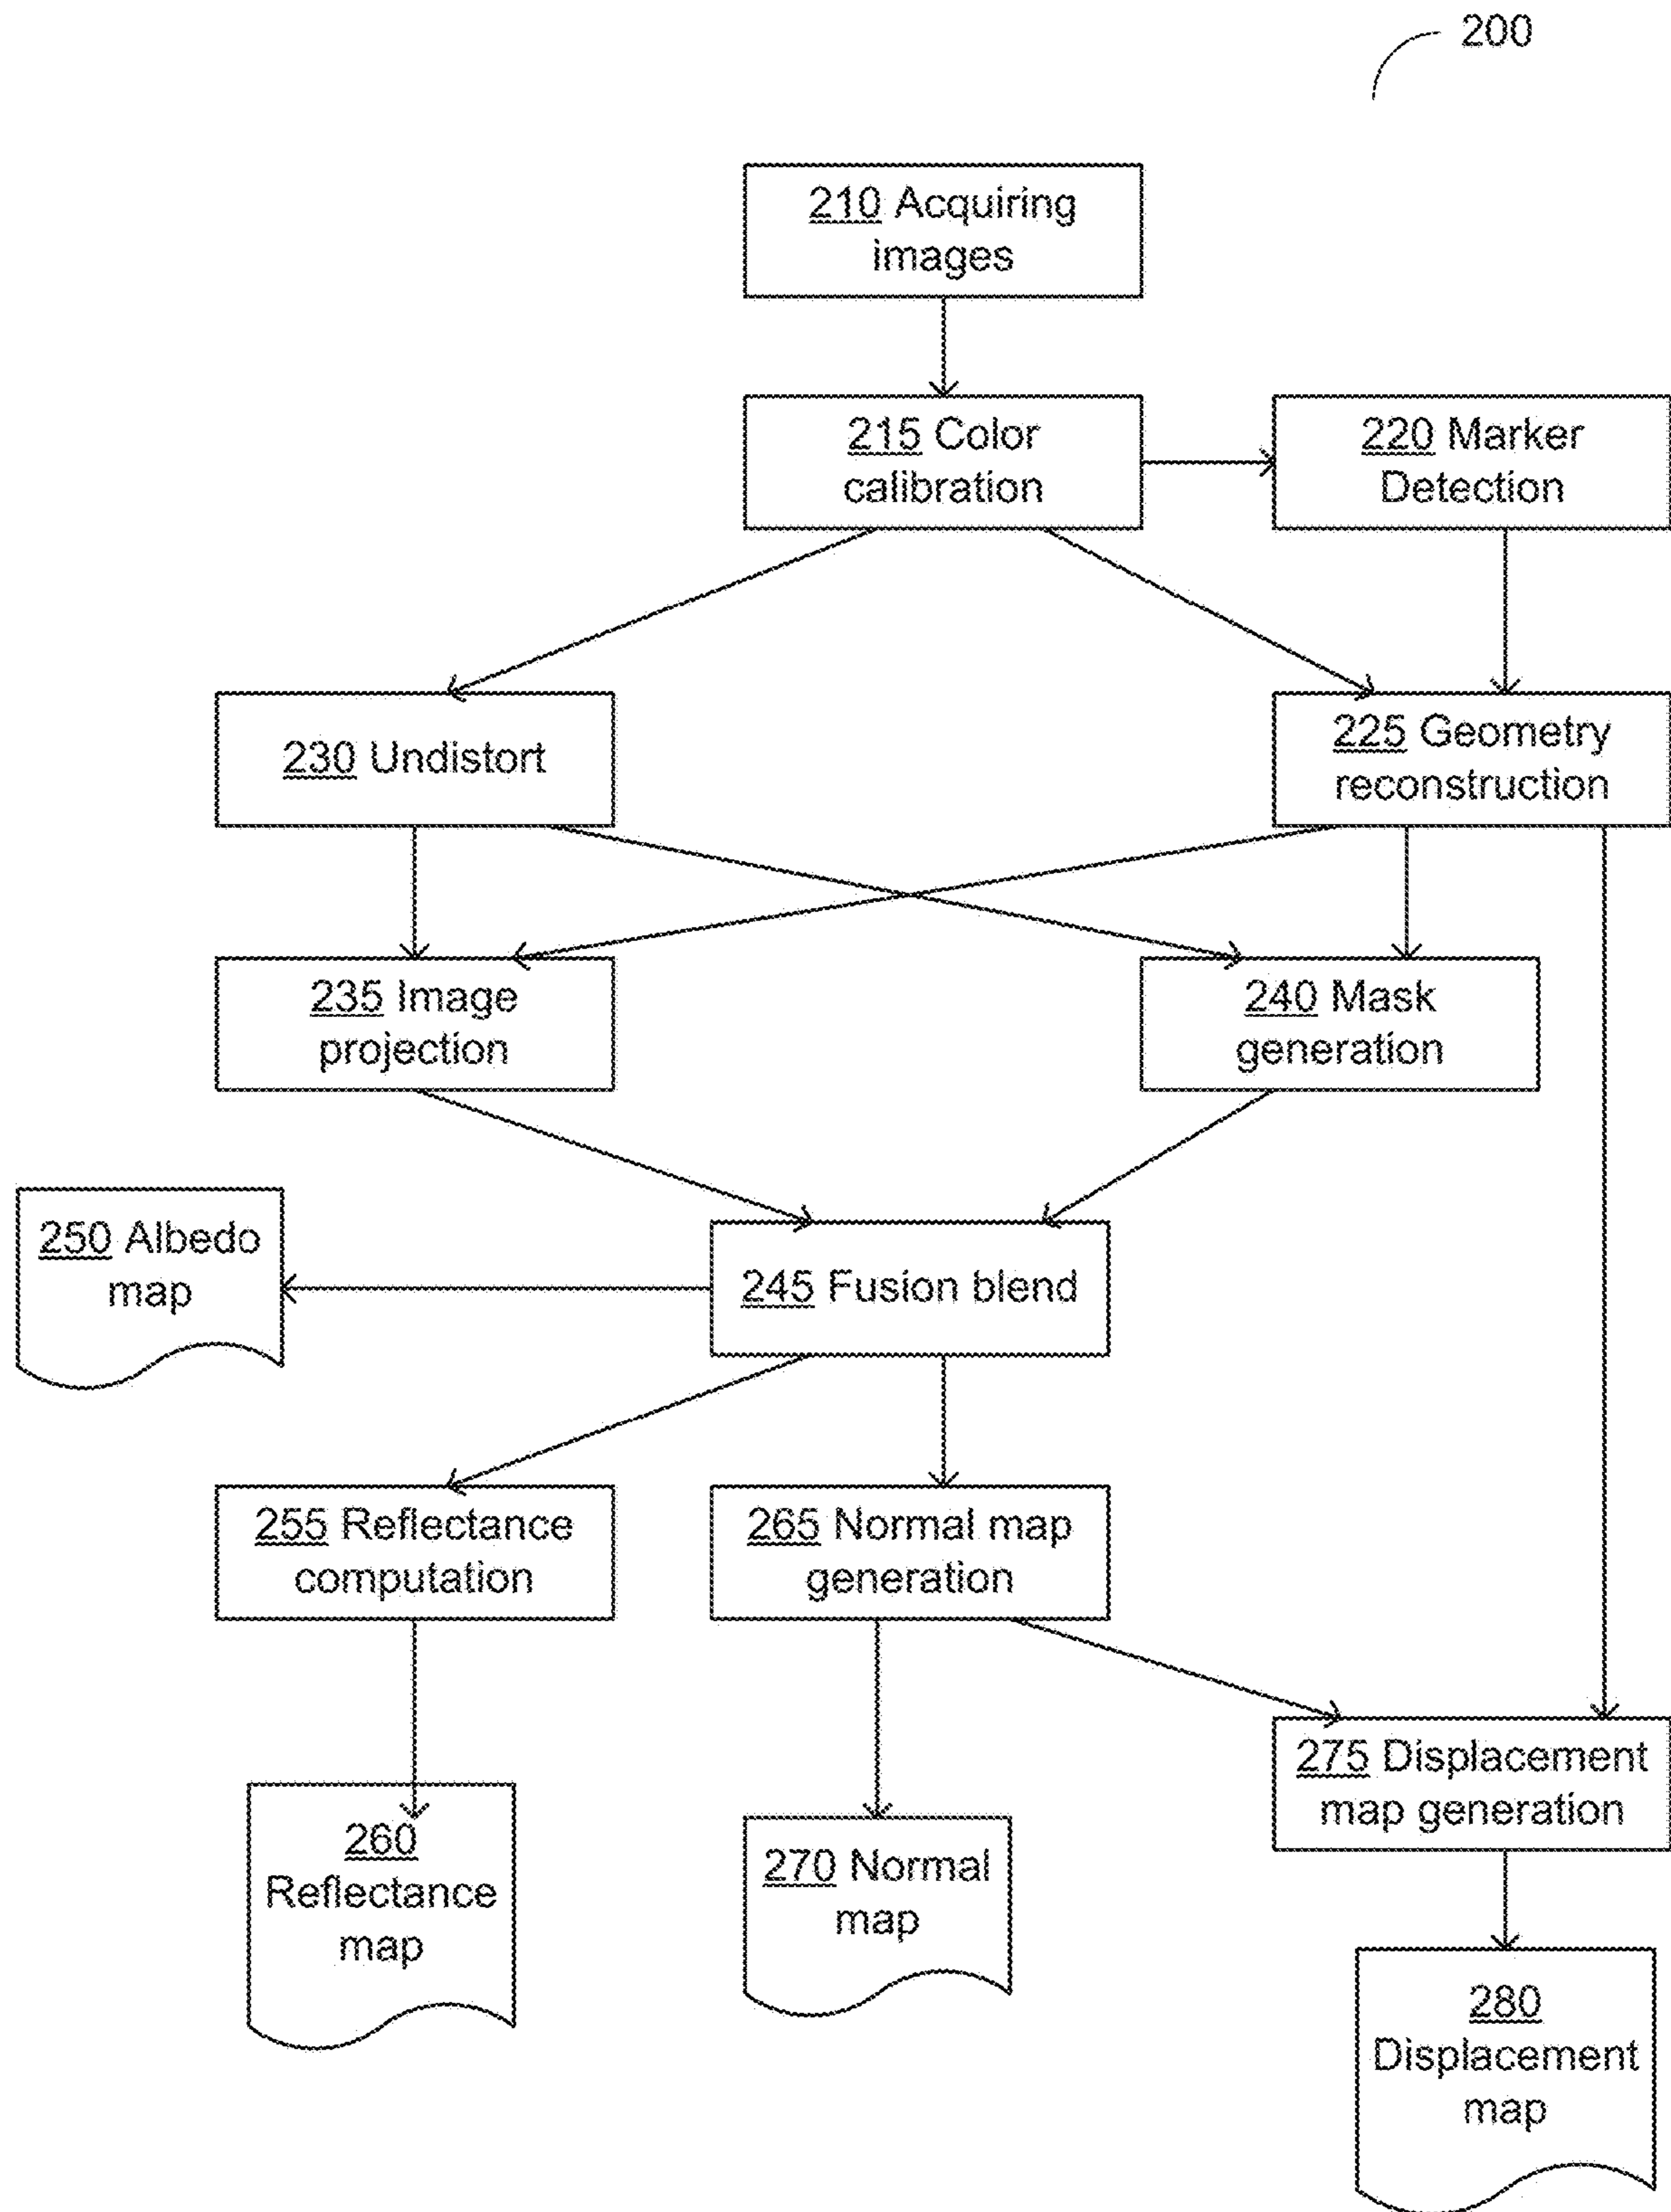 200
210 Acquiring
images
215 Color
calibration
220 Marker
Detection
230 Undistort
225 Geometry
reconstruction
235 Image
projection
240 Mask
generation
250 Albedo
map
245 Fusion blend
255 Reflectance
computation
265 Normal map
generation
275 Displacement
map generation
260
Reflectance
map
270 Normal
map
280
Displacement
map